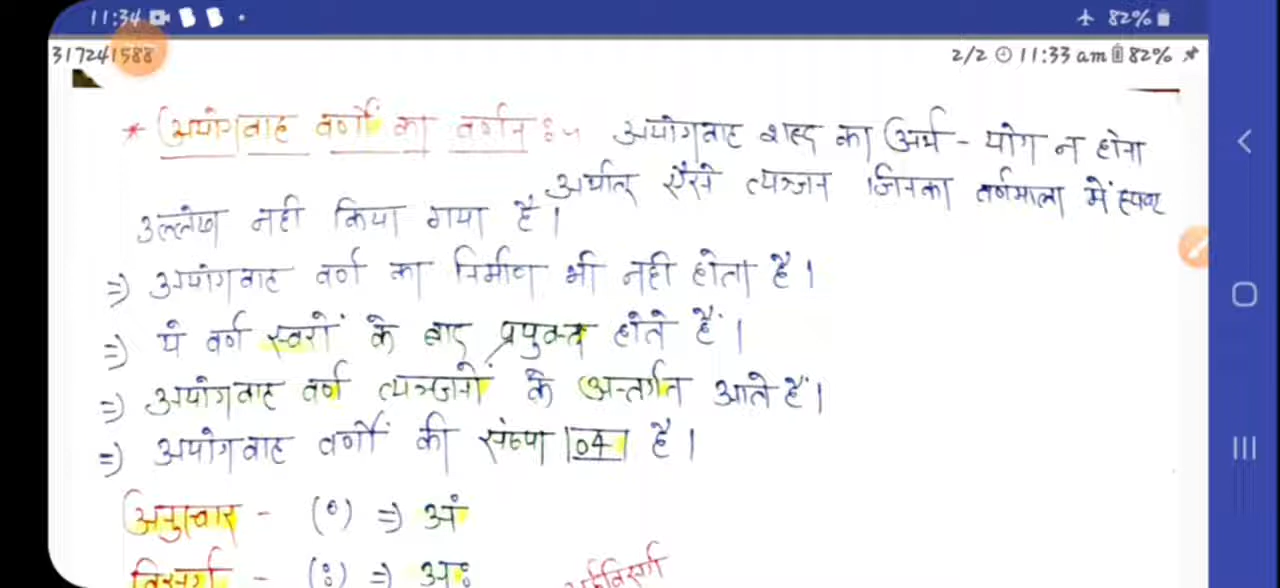 11:34
82%
317241588
2/2 11:33 am 82%
* अयोगवाह वर्णों का वर्णन :- अयोगवाह शब्द का अर्थ - योग न होना
अर्थात् ऐसे व्यञ्जन जिनका वर्णमाला में स्पष्ट
उल्लेख नही किया गया है।
=> अयोगवाह वर्ण का निर्माण भी नही होता है।
=> ये वर्ण स्वरों के बाद प्रयुक्त होते हैं।
=> अयोगवाह वर्ण व्यञ्जनों के अन्तर्गत आते हैं।
=> अयोगवाह वर्णों की संख्या 04 है।
अनुस्वार - (ं) => अं
विसर्ग - (ः) => अः
अर्द्धविसर्ग